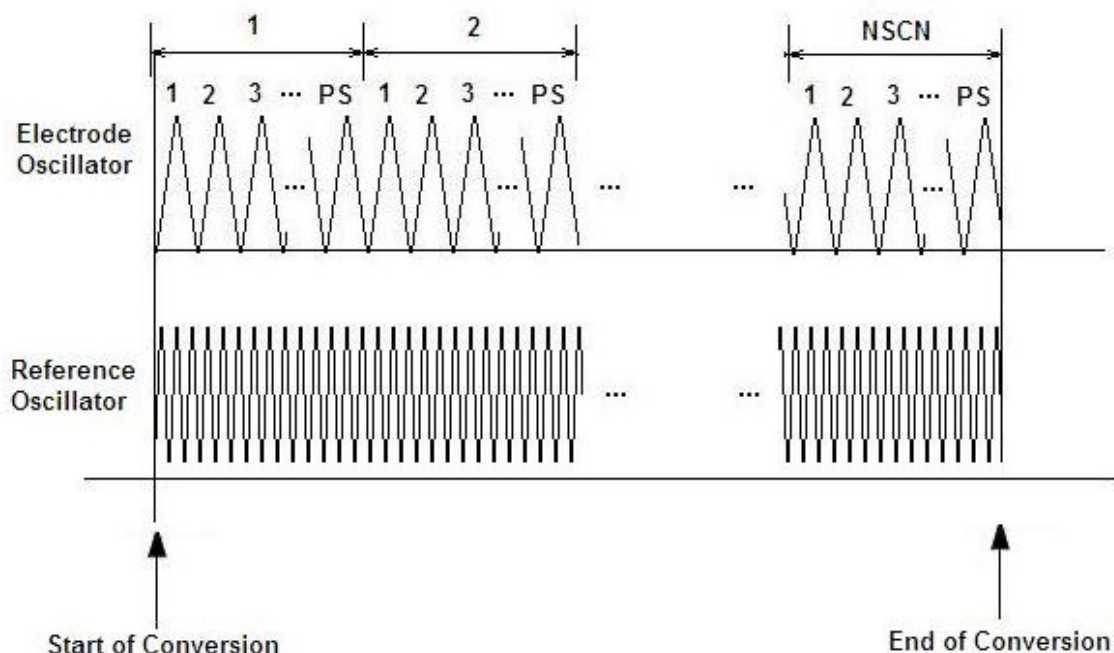 1 2 NSCN
1 2 3 ... PS 1 2 3 ... PS 1 2 3 ... PS
Electrode
Oscillator
... ... ... ... ...
Reference
Oscillator
... ...
Start of Conversion
End of Conversion